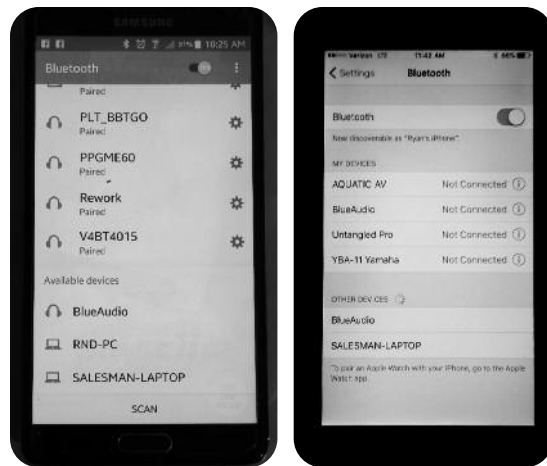 SAMSUNG
10:25 AM
Bluetooth
Paired
PLT_BBTGO
Paired
PPGME60
Paired
Rework
Paired
V4BT4015
Paired
Available devices
BlueAudio
RND-PC
SALESMAN-LAPTOP
SCAN
Verizon LTE 11:42 AM 66%
Settings Bluetooth
Bluetooth
Now discoverable as "Ryan's iPhone".
MY DEVICES
AQUATIC AV Not Connected
BlueAudio Not Connected
Untangled Pro Not Connected
YBA-11 Yamaha Not Connected
OTHER DEVICES
BlueAudio
SALESMAN-LAPTOP
To pair an Apple Watch with your iPhone, go to the Apple
Watch app.